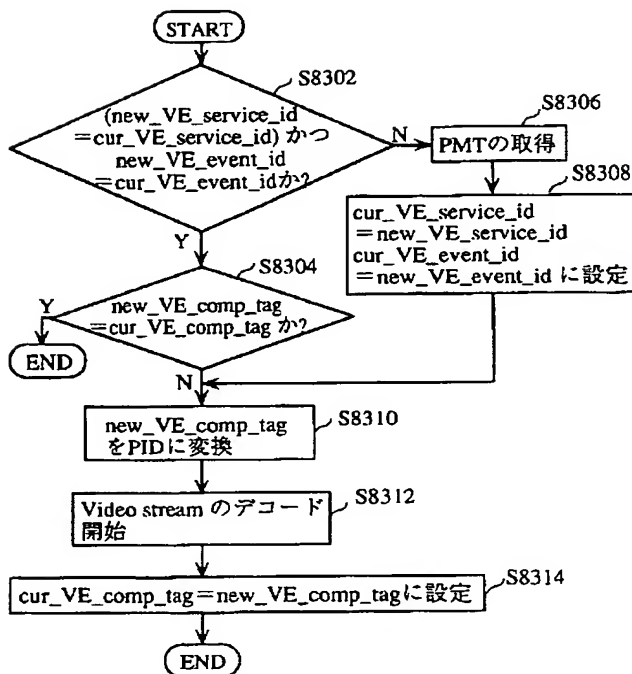 START
S8302
(new_VE_service_id
=cur_VE_service_id) かつ
new_VE_event_id
=cur_VE_event_idか?
N
S8306
PMTの取得
S8308
cur_VE_service_id
=new_VE_service_id
cur_VE_event_id
=new_VE_event_id に設定
Y
S8304
new_VE_comp_tag
=cur_VE_comp_tag か?
Y
END
N
new_VE_comp_tag
をPIDに変換
S8310
Video stream のデコード
開始
S8312
cur_VE_comp_tag=new_VE_comp_tagに設定
S8314
END